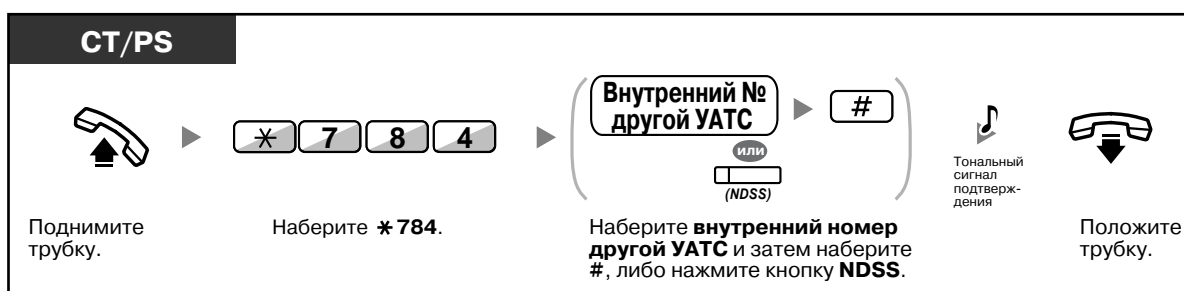 CT/PS
7 8 4
Внутренний №
другой УАТС
#
или
(NDSS)
Тональный
сигнал
подтверж-
дения
Поднимите
трубку.
Наберите *784.
Наберите внутренний номер
другой УАТС и затем наберите
#, либо нажмите кнопку NDSS.
Положите
трубку.